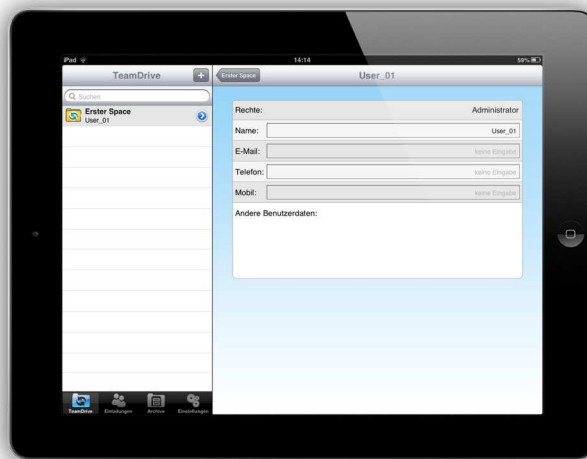 iPad
14:14
59%
TeamDrive
+
Suchen
Erster Space
User_01
TeamDrive
Einladungen
Archive
Einstellungen
Erster Space
User_01
Rechte: Administrator
Name: User_01
E-Mail: keine Eingabe
Telefon: keine Eingabe
Mobil: keine Eingabe
Andere Benutzerdaten: